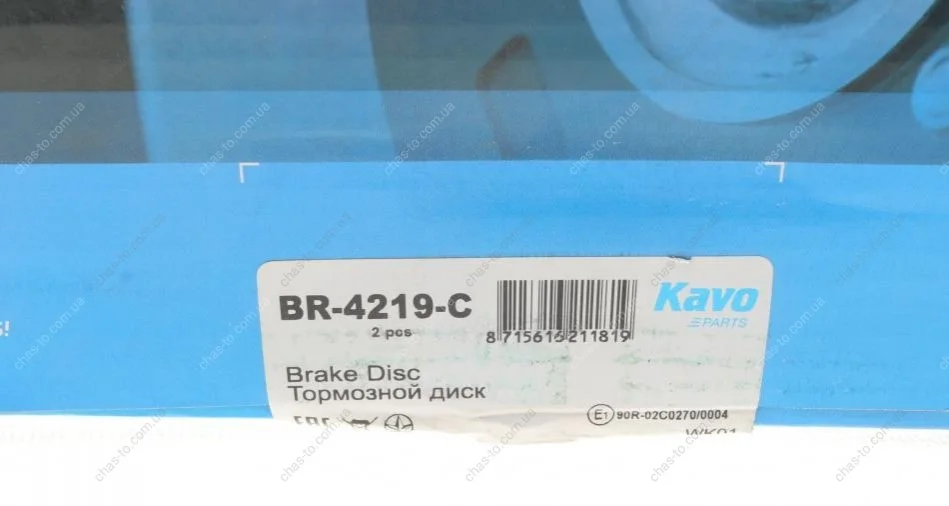 s!
BR-4219-C
2 pcs
8 715616 211819
Kavo
PARTS
Brake Disc
Тормозной диск
EAC
E1 90R-02C0270/0004
WK01
chas-to.com.ua